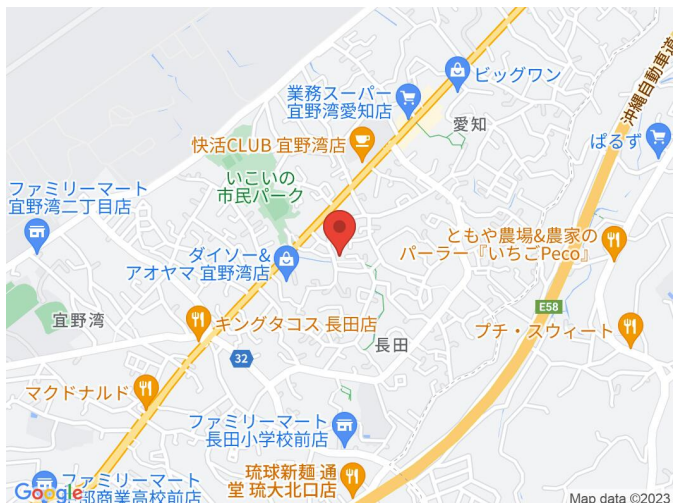 ビッグワン
沖縄自動車道
業務スーパー
宜野湾愛知店
愛知
ぱるず
快活CLUB 宜野湾店
いこいの
市民パーク
ファミリーマート
宜野湾二丁目店
ともや農場&農家の
パーラー『いちごPeco』
ダイソー&
アオヤマ 宜野湾店
E58
宜野湾
キングタコス 長田店
プチ・スウィート
長田
32
マクドナルド
ファミリーマート
長田小学校前店
琉球新麺 通
堂 琉大北口店
ファミリーマート
部商業高校前店
Google
Map data ©2023